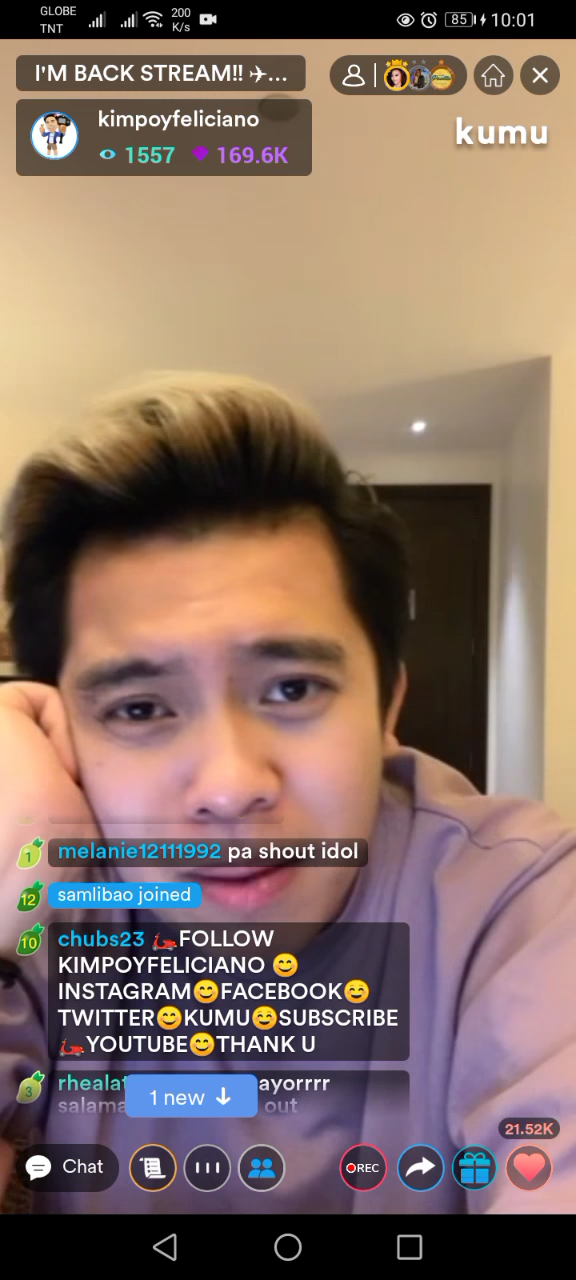 GLOBE
TNT
200
K/s
85
10:01
I'M BACK STREAM!! ✈...
kimpoyfeliciano
1557 169.6K
kumu
1 melanie12111992 pa shout idol
12 samlibao joined
10 chubs23 🛵FOLLOW
KIMPOYFELICIANO 😊
INSTAGRAM😊FACEBOOK☺
TWITTER😊KUMU☺SUBSCRIBE
🛵YOUTUBE😊THANK U
3 ayorrrr
out
1 new ↓
21.52K
Chat
REC